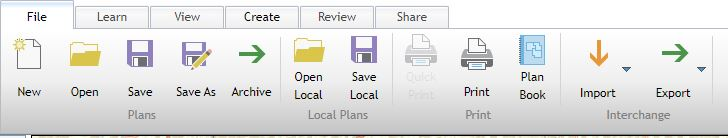 File Learn View Create Review Share
New Open Save Save As Archive Open Local Save Local Quick Print Print Plan Book Import Export
Plans Local Plans Print Interchange